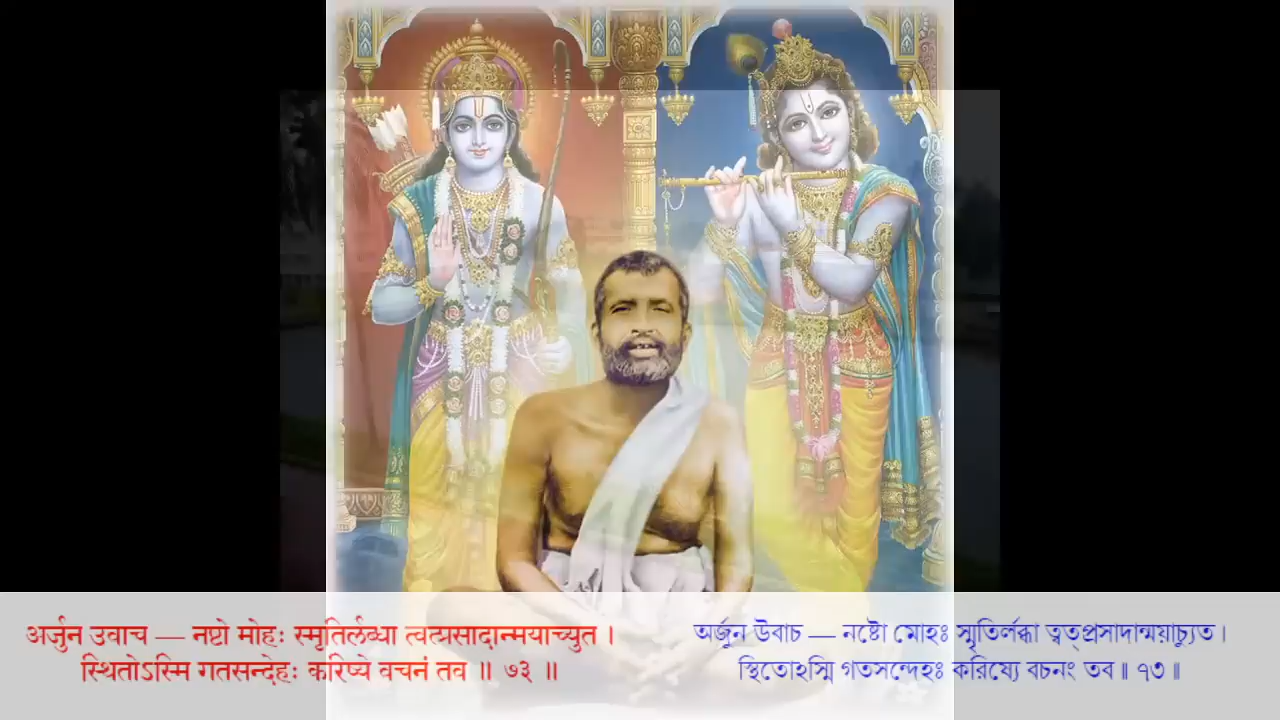 अर्जुन उवाच — नष्टो मोहः स्मृतिर्लब्धा त्वत्प्रसादान्मयाच्युत ।
स्थितोऽस्मि गतसन्देहः करिष्ये वचनं तव ॥ ७३ ॥
অর্জুন উবাচ — নষ্টো মোহঃ স্মৃতির্লব্ধা ত্বত্প্রসাদান্ময়াচ্যুত।
স্থিতোঽস্মি গতসন্দেহঃ করিষ্যে বচনং তব॥ ৭৩॥